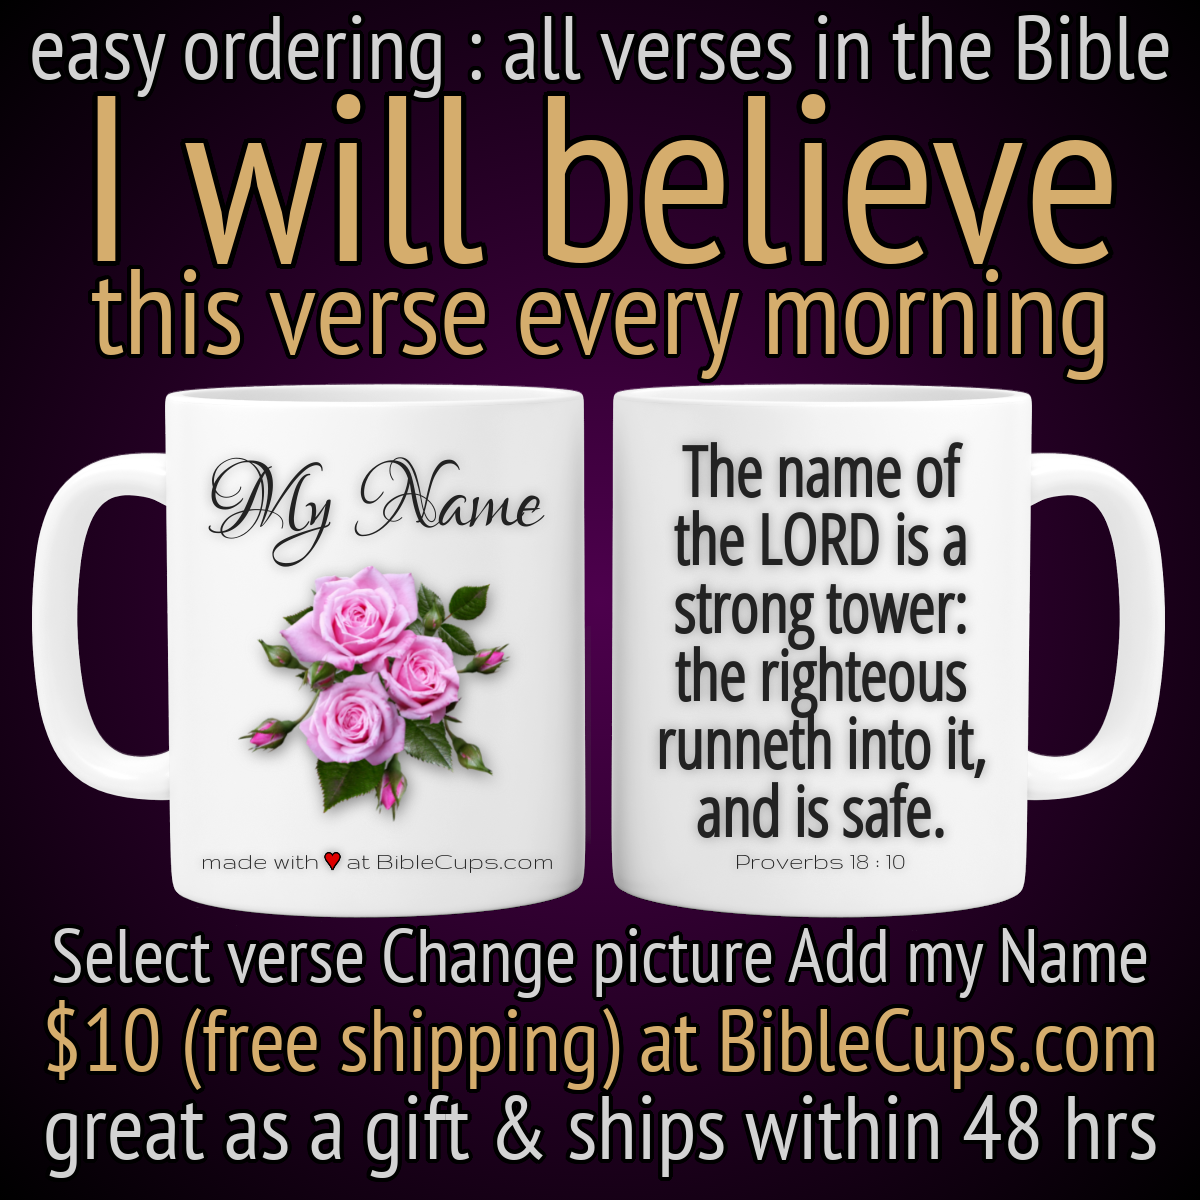 easy ordering : all verses in the Bible
I will believe
this verse every morning
My Name
made with ♥ at BibleCups.com
The name of
the LORD is a
strong tower:
the righteous
runneth into it,
and is safe.
Proverbs 18 : 10
Select verse Change picture Add my Name
$10 (free shipping) at BibleCups.com
great as a gift & ships within 48 hrs